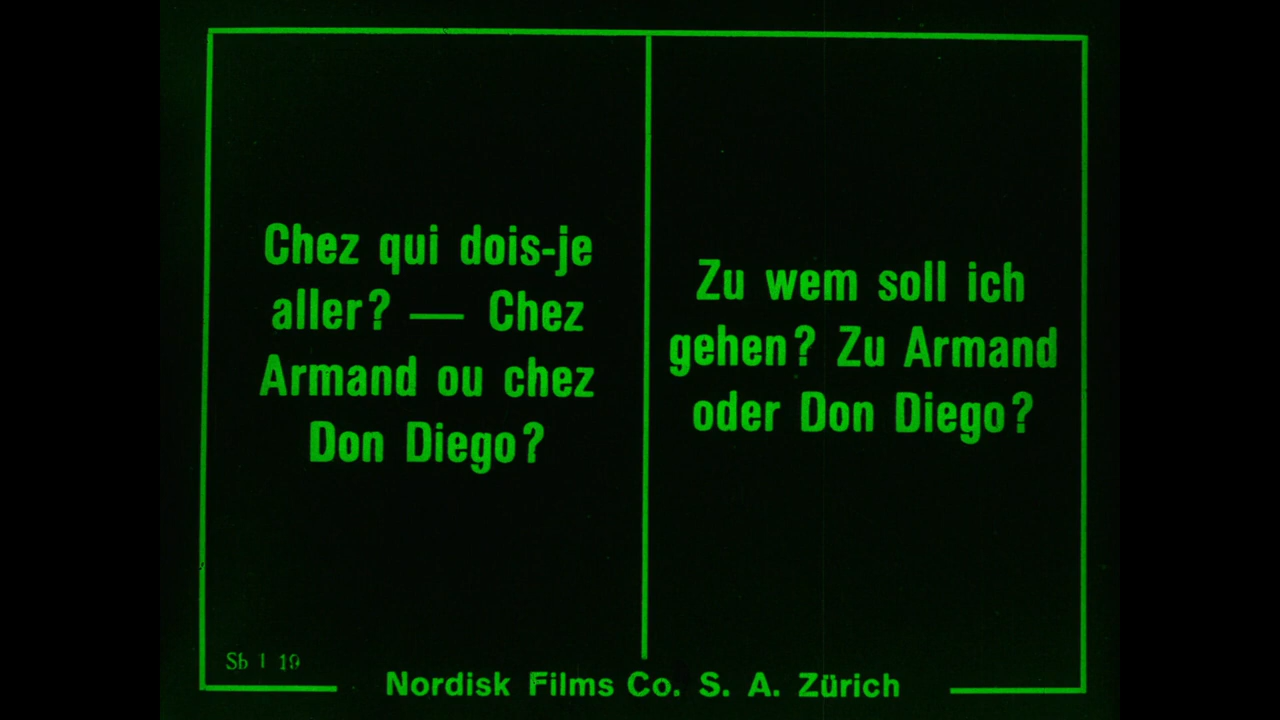 Chez qui dois-je
aller? — Chez
Armand ou chez
Don Diego?
Zu wem soll ich
gehen? Zu Armand
oder Don Diego?
Sb I 19
Nordisk Films Co. S. A. Zürich